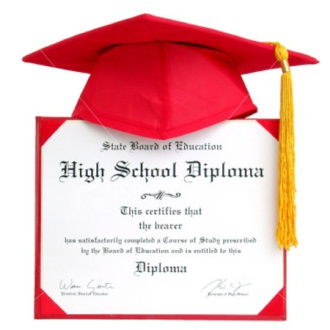 State Board of Education
High School Diploma
This certifies that
the bearer
has satisfactorily completed a Course of Study prescribed
by the Board of Education and is entitled to this
Diploma